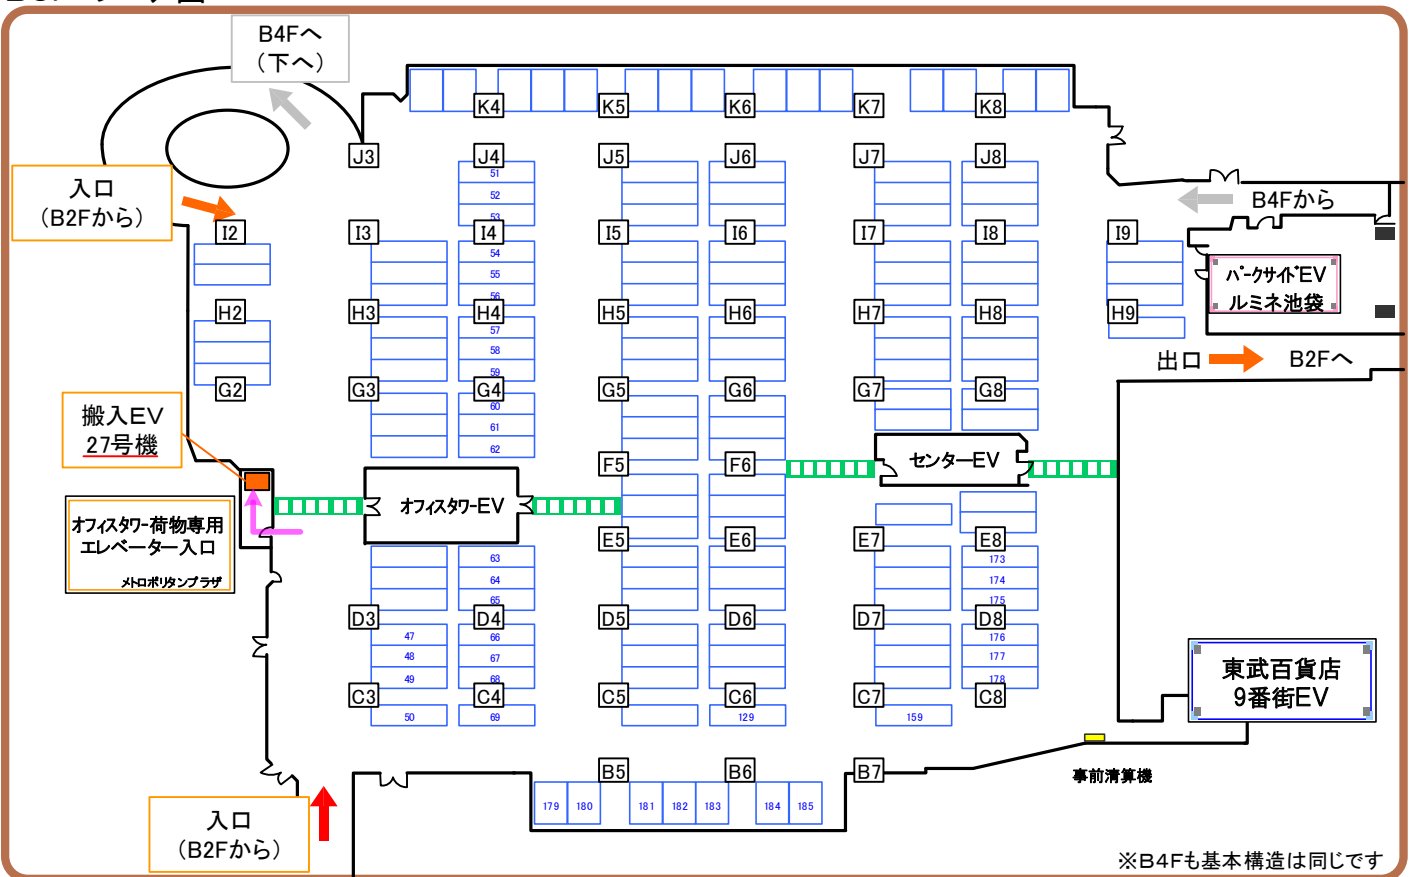 B4Fへ
(下へ)
K4
K5
K6
K7
K8
J3
J4
J5
J6
J7
J8
51
52
53
入口
(B2Fから)
B4Fから
I2
I3
I4
I5
I6
I7
I8
I9
54
55
56
パークサイドEV
ルミネ池袋
H2
H3
H4
H5
H6
H7
H8
H9
57
58
59
出口
B2Fへ
G2
G3
G4
G5
G6
G7
G8
60
61
62
搬入EV
27号機
F5
F6
センターEV
オフィスタワーEV
オフィスタワー荷物専用
エレベーター入口
メトロポリタンプラザ
E5
E6
E7
E8
63
64
65
173
174
175
D3
D4
D5
D6
D7
D8
47
48
49
66
67
68
176
177
178
東武百貨店
9番街EV
C3
C4
C5
C6
C7
C8
50
69
129
159
B5
B6
B7
事前清算機
179
180
181
182
183
184
185
入口
(B2Fから)
※B4Fも基本構造は同じです